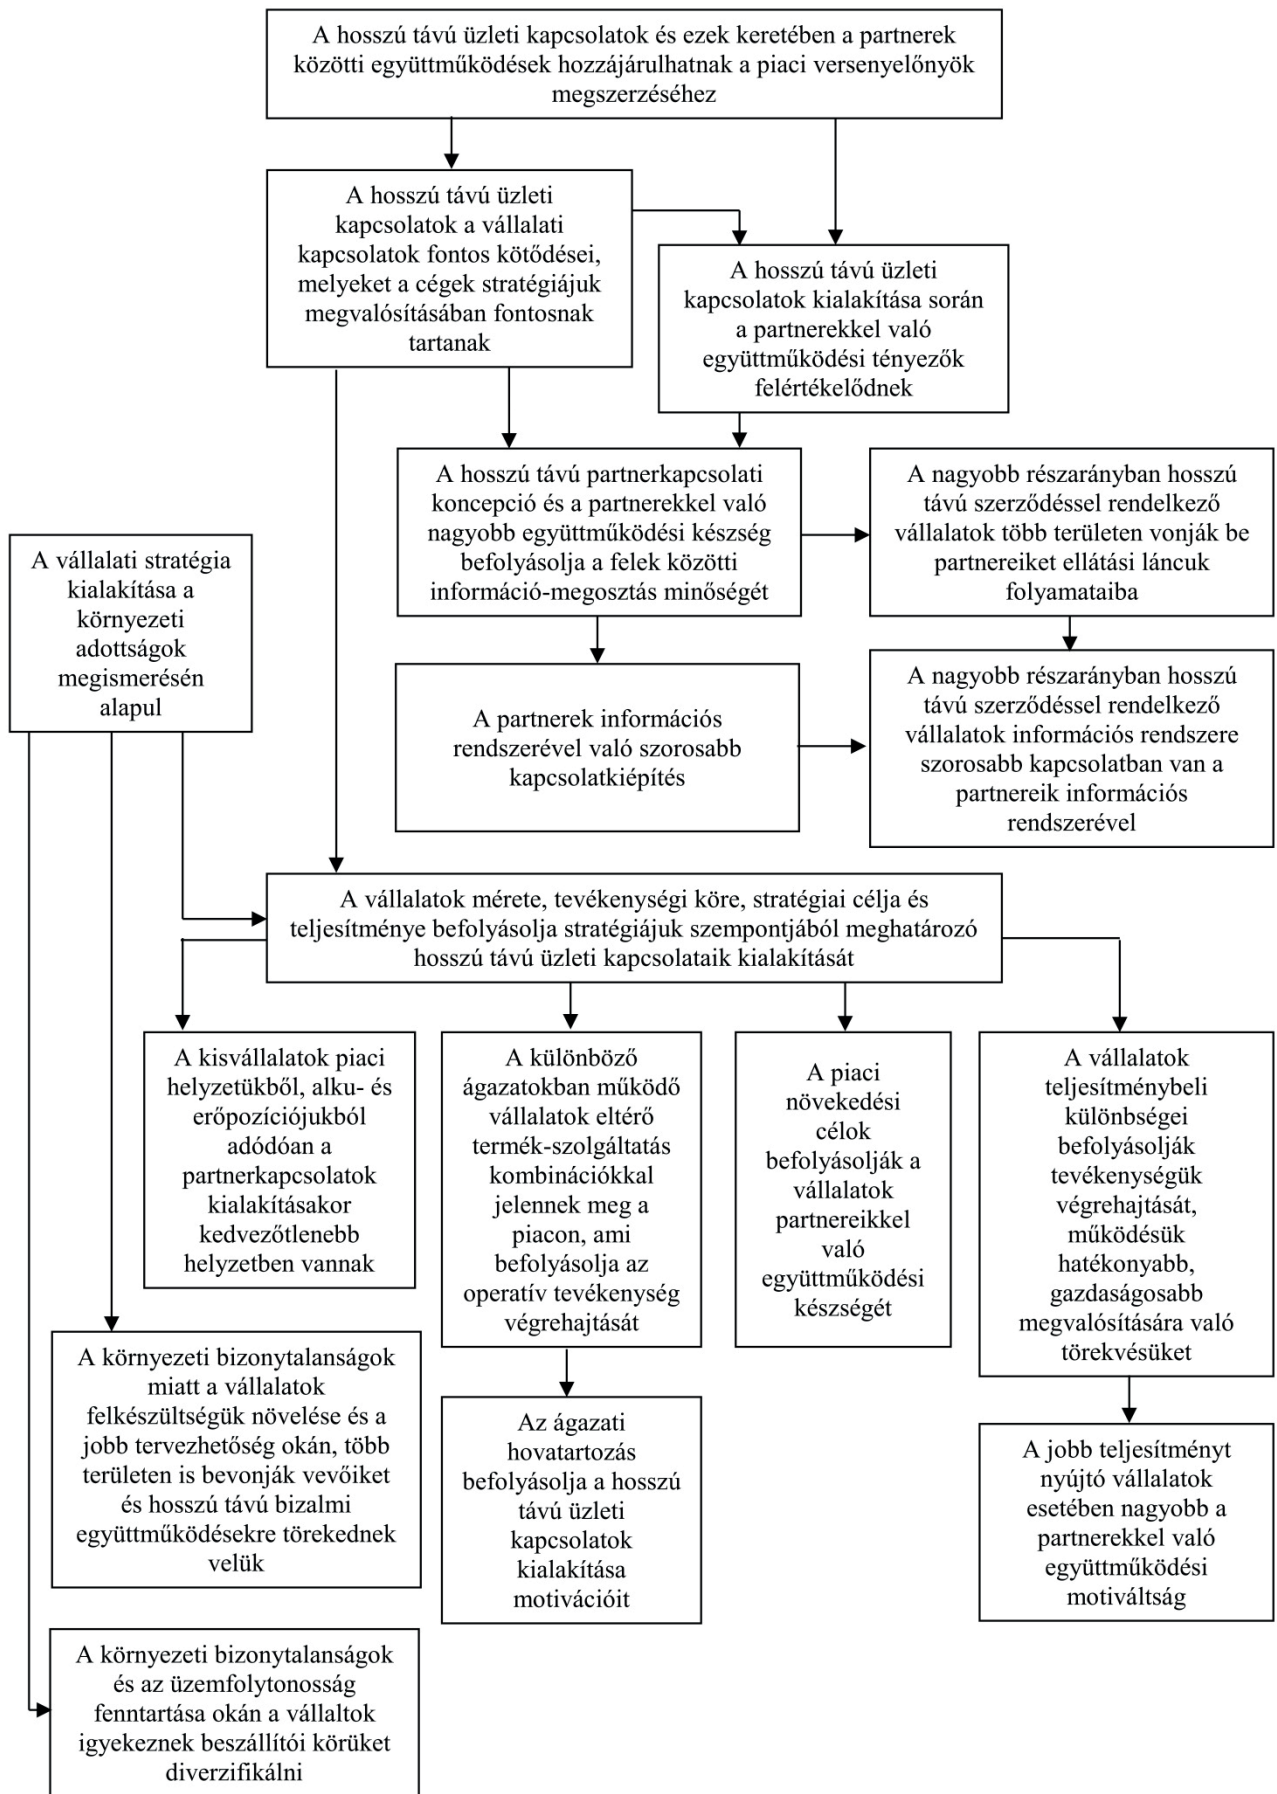 A hosszú távú üzleti kapcsolatok és ezek keretében a partnerek
közötti együttműködések hozzájárulhatnak a piaci versenyelőnyök
megszerzéséhez
A hosszú távú üzleti
kapcsolatok a vállalati
kapcsolatok fontos kötődései,
melyeket a cégek stratégiájuk
megvalósításában fontosnak
tartanak
A hosszú távú üzleti
kapcsolatok kialakítása során
a partnerekkel való
együttműködési tényezők
felértékelődnek
A hosszú távú partnerkapcsolati
koncepció és a partnerekkel való
nagyobb együttműködési készség
befolyásolja a felek közötti
információ-megosztás minőségét
A nagyobb részarányban hosszú
távú szerződéssel rendelkező
vállalatok több területen vonják be
partnereiket ellátási láncuk
folyamataiba
A vállalati stratégia
kialakítása a
környezeti
adottságok
megismerésén
alapul
A partnerek információs
rendszerével való szorosabb
kapcsolatkiépítés
A nagyobb részarányban hosszú
távú szerződéssel rendelkező
vállalatok információs rendszere
szorosabb kapcsolatban van a
partnereik információs
rendszerével
A vállalatok mérete, tevékenységi köre, stratégiai célja és
teljesítménye befolyásolja stratégiájuk szempontjából meghatározó
hosszú távú üzleti kapcsolataik kialakítását
A kisvállalatok piaci
helyzetükből, alku- és
erőpozíciójukból
adódóan a
partnerkapcsolatok
kialakításakor
kedvezőtlenebb
helyzetben vannak
A különböző
ágazatokban működő
vállalatok eltérő
termék-szolgáltatás
kombinációkkal
jelennek meg a
piacon, ami
befolyásolja az
operatív tevékenység
végrehajtását
A piaci
növekedési
célok
befolyásolják a
vállalatok
partnereikkel
való
együttműködési
készségét
A vállalatok
teljesítménybeli
különbségei
befolyásolják
tevékenységük
végrehajtását,
működésük
hatékonyabb,
gazdaságosabb
megvalósítására való
törekvésüket
A környezeti bizonytalanságok
miatt a vállalatok
felkészültségük növelése és a
jobb tervezhetőség okán, több
területen is bevonják vevőiket
és hosszú távú bizalmi
együttműködésekre törekednek
velük
Az ágazati
hovatartozás
befolyásolja a hosszú
távú üzleti
kapcsolatok
kialakítása
motivációit
A jobb teljesítményt
nyújtó vállalatok
esetében nagyobb a
partnerekkel való
együttműködési
motiváltság
A környezeti bizonytalanságok
és az üzemfolytonosság
fenntartása okán a vállaltok
igyekeznek beszállítói körüket
diverzifikálni